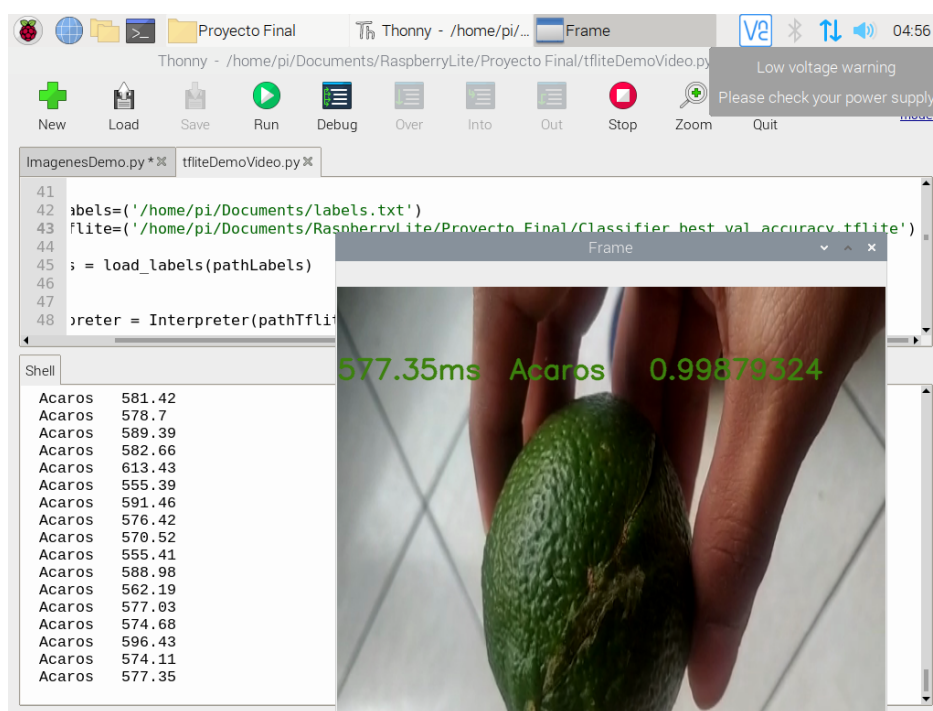 Proyecto Final
Thonny - /home/pi/...
Frame
V2
04:56
Thonny - /home/pi/Documents/RaspberryLite/Proyecto Final/tfliteDemoVideo.py
Low voltage warning
Please check your power supply
New Load Save Run Debug Over Into Out Stop Zoom Quit
ImagenesDemo.py * tfliteDemoVideo.py
41
42 abels=('/home/pi/Documents/labels.txt')
43 flite=('/home/pi/Documents/RaspberryLite/Proyecto Final/Classifier_best_val_accuracy.tflite')
44
45 s = load_labels(pathLabels)
46
47
48 preter = Interpreter(pathTflit
Frame
Shell
577.35ms Acaros 0.99879324
Acaros 581.42
Acaros 578.7
Acaros 589.39
Acaros 582.66
Acaros 613.43
Acaros 555.39
Acaros 591.46
Acaros 576.42
Acaros 570.52
Acaros 555.41
Acaros 588.98
Acaros 562.19
Acaros 577.03
Acaros 574.68
Acaros 596.43
Acaros 574.11
Acaros 577.35